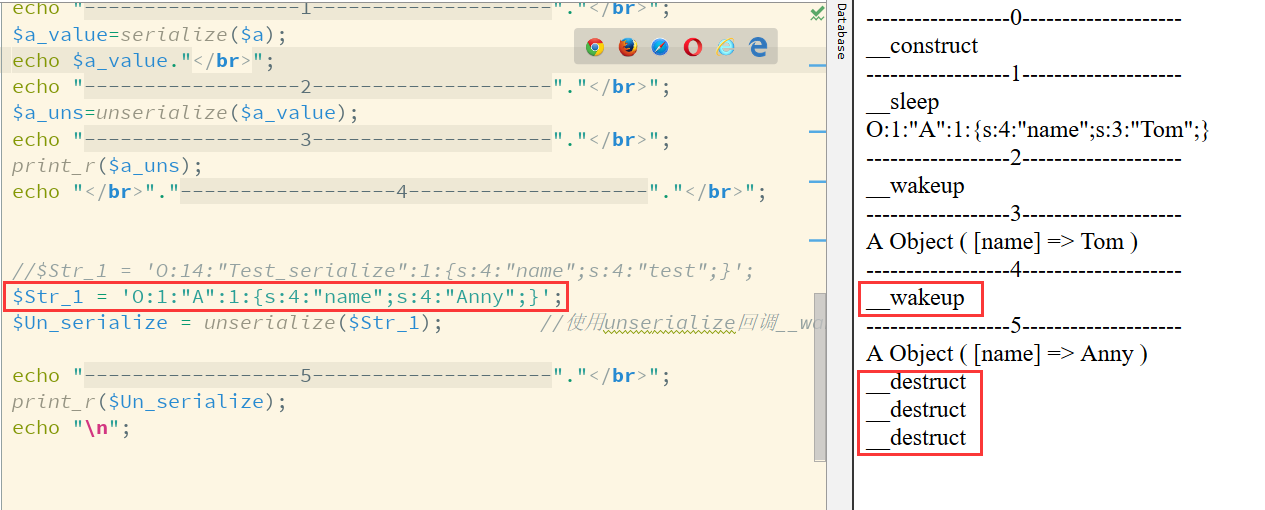 echo "------------------1--------------------"."</br>";
$a_value=serialize($a);
echo $a_value."</br>";
echo "------------------2--------------------"."</br>";
$a_uns=unserialize($a_value);
echo "------------------3--------------------"."</br>";
print_r($a_uns);
echo "</br>"."------------------4--------------------"."</br>";
//$Str_1 = 'O:14:"Test_serialize":1:{s:4:"name";s:4:"test";}';
$Str_1 = 'O:1:"A":1:{s:4:"name";s:4:"Anny";}';
$Un_serialize = unserialize($Str_1); //使用unserialize回调__wa
echo "------------------5--------------------"."</br>";
print_r($Un_serialize);
echo "\n";
Database
------------------0--------------------
__construct
------------------1--------------------
__sleep
O:1:"A":1:{s:4:"name";s:3:"Tom";}
------------------2--------------------
__wakeup
------------------3--------------------
A Object ( [name] => Tom )
------------------4--------------------
__wakeup
------------------5--------------------
A Object ( [name] => Anny )
__destruct
__destruct
__destruct